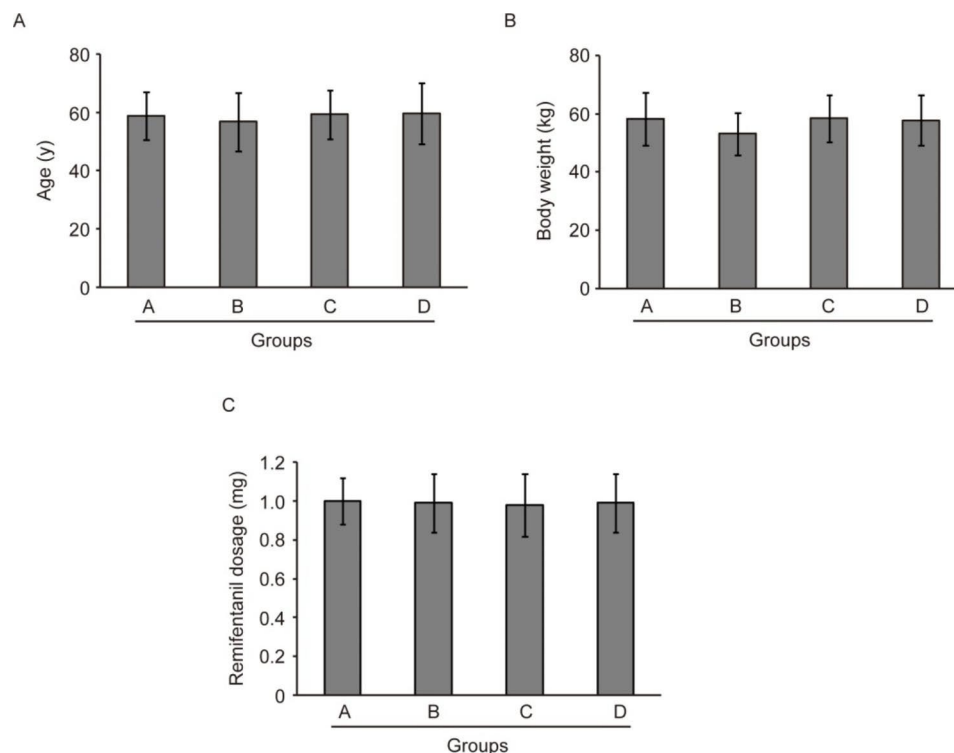 A
80
60
40
20
0
Age (y)
A B C D
Groups
B
80
60
40
20
0
Body weight (kg)
A B C D
Groups
C
1.2
1.0
0.8
0.6
0.4
0.2
0
Remifentanil dosage (mg)
A B C D
Groups